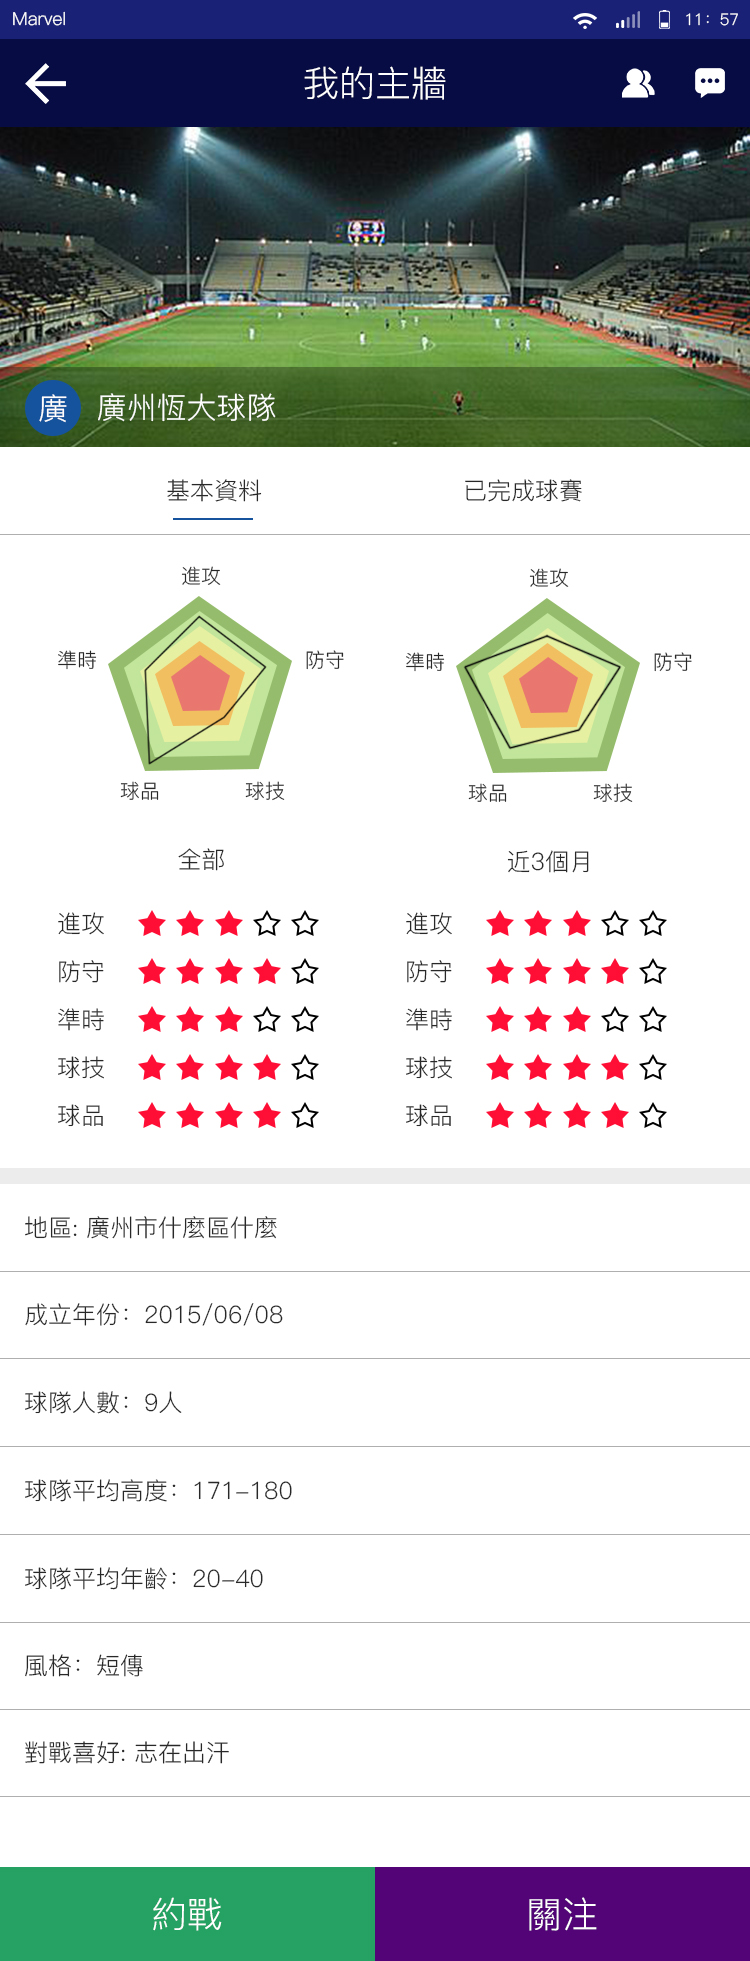 Marvel
11：57
我的主牆
廣 廣州恆大球隊
基本資料 已完成球賽
進攻
準時 防守
球品 球技
進攻
準時 防守
球品 球技
全部 近3個月
進攻 進攻
防守 防守
準時 準時
球技 球技
球品 球品
地區: 廣州市什麼區什麼
成立年份：2015/06/08
球隊人數：9人
球隊平均高度：171-180
球隊平均年齡：20-40
風格：短傳
對戰喜好: 志在出汗
約戰 關注